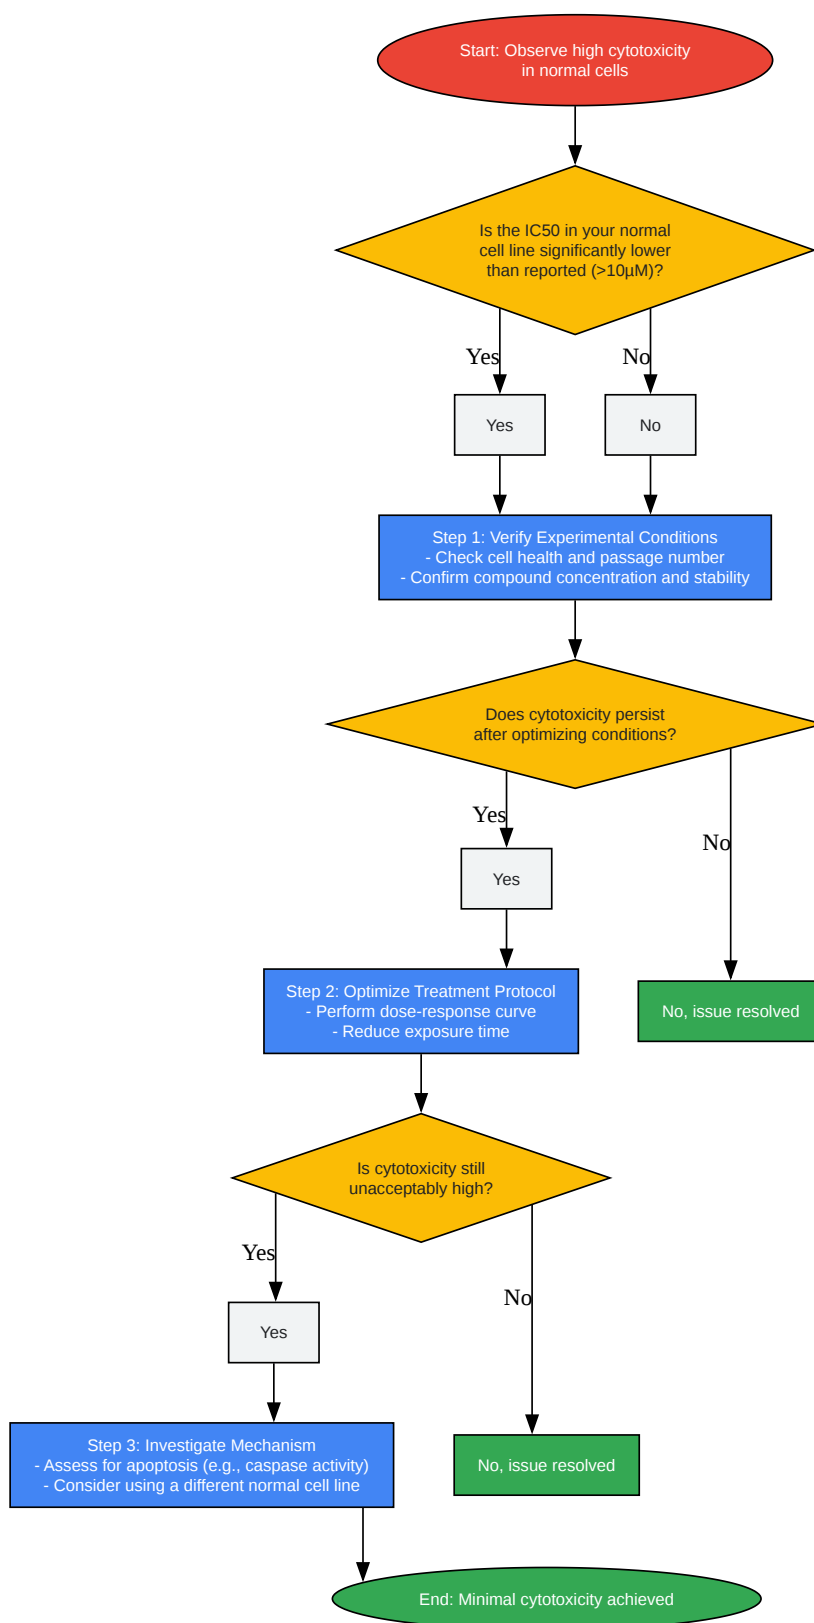 Start: Observe high cytotoxicity
in normal cells
Is the IC50 in your normal
cell line significantly lower
than reported (>10µM)?
Yes
No
Yes
No
Step 1: Verify Experimental Conditions
- Check cell health and passage number
- Confirm compound concentration and stability
Does cytotoxicity persist
after optimizing conditions?
Yes
No
Yes
Step 2: Optimize Treatment Protocol
- Perform dose-response curve
- Reduce exposure time
No, issue resolved
Is cytotoxicity still
unacceptably high?
Yes
No
Yes
Step 3: Investigate Mechanism
- Assess for apoptosis (e.g., caspase activity)
- Consider using a different normal cell line
No, issue resolved
End: Minimal cytotoxicity achieved